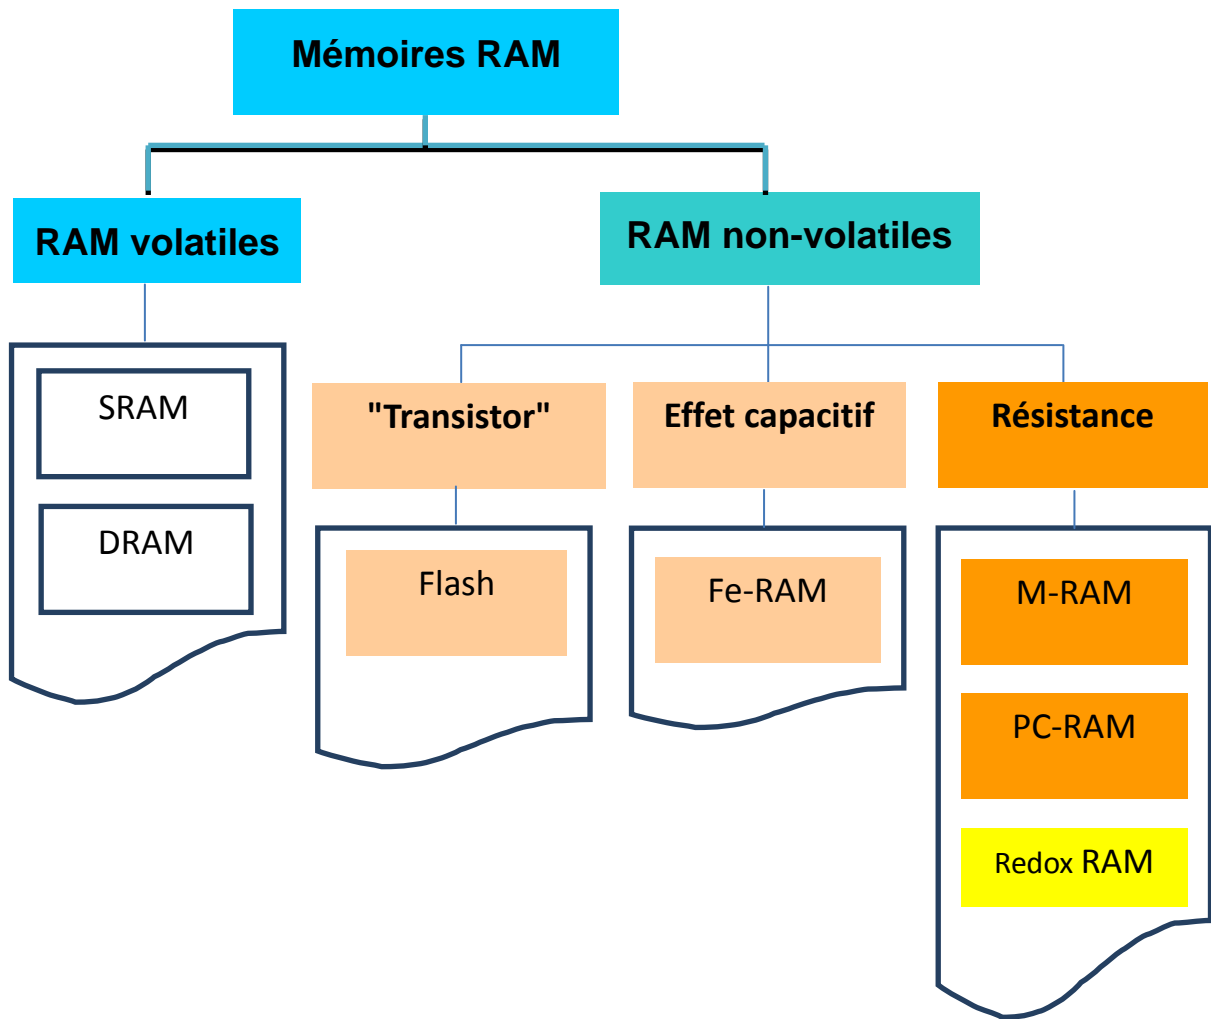 Mémoires RAM
RAM volatiles
RAM non-volatiles
SRAM
DRAM
"Transistor"
Effet capacitif
Résistance
Flash
Fe-RAM
M-RAM
PC-RAM
Redox RAM